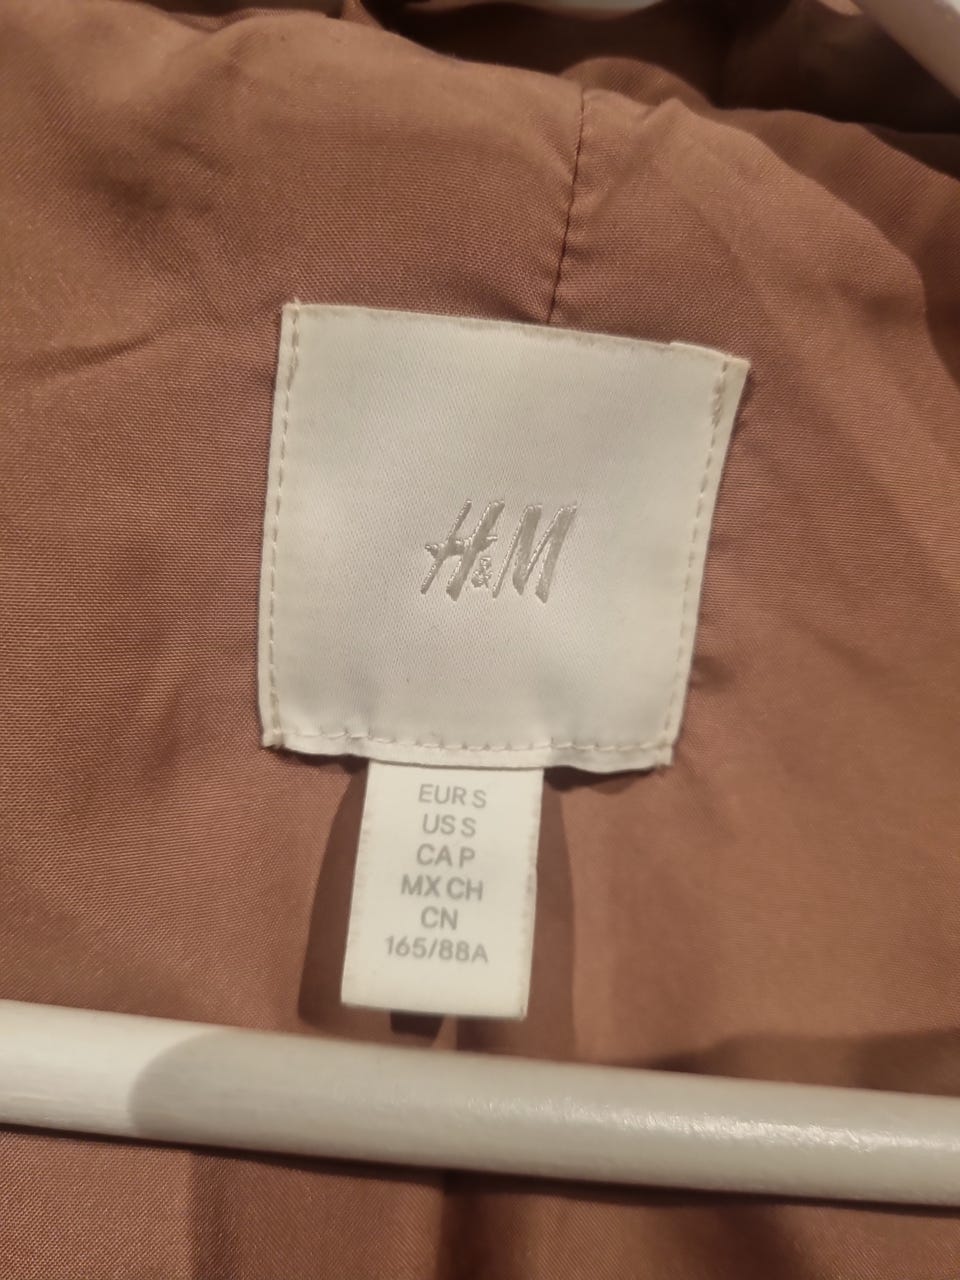 H&M
EUR S
US S
CA P
MX CH
CN
165/88A